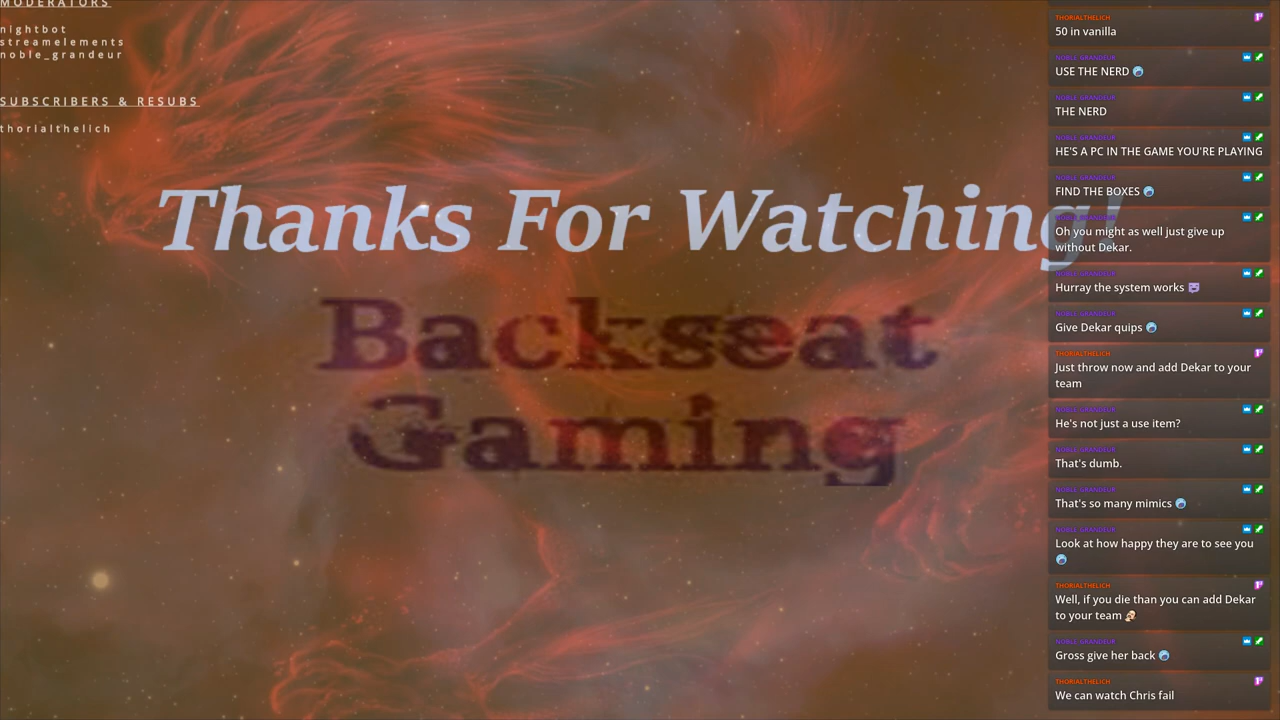 MODERATORS
nightbot
streamelements
noble_grandeur
SUBSCRIBERS & RESUBS
thorialthelich
Thanks For Watching!
Backseat
Gaming
THORIALTHELICH
50 in vanilla
NOBLE_GRANDEUR
USE THE NERD
NOBLE_GRANDEUR
THE NERD
NOBLE_GRANDEUR
HE'S A PC IN THE GAME YOU'RE PLAYING
NOBLE_GRANDEUR
FIND THE BOXES
NOBLE_GRANDEUR
Oh you might as well just give up
without Dekar.
NOBLE_GRANDEUR
Hurray the system works
NOBLE_GRANDEUR
Give Dekar quips
THORIALTHELICH
Just throw now and add Dekar to your
team
NOBLE_GRANDEUR
He's not just a use item?
NOBLE_GRANDEUR
That's dumb.
NOBLE_GRANDEUR
That's so many mimics
NOBLE_GRANDEUR
Look at how happy they are to see you
THORIALTHELICH
Well, if you die than you can add Dekar
to your team
NOBLE_GRANDEUR
Gross give her back
THORIALTHELICH
We can watch Chris fail